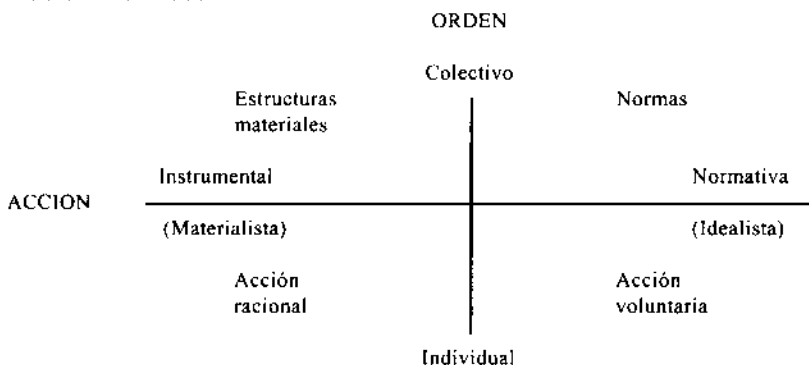 ORDEN
Colectivo
Estructuras
materiales
Normas
Instrumental
Normativa
ACCION
(Materialista)
(Idealista)
Acción
racional
Acción
voluntaria
Individual